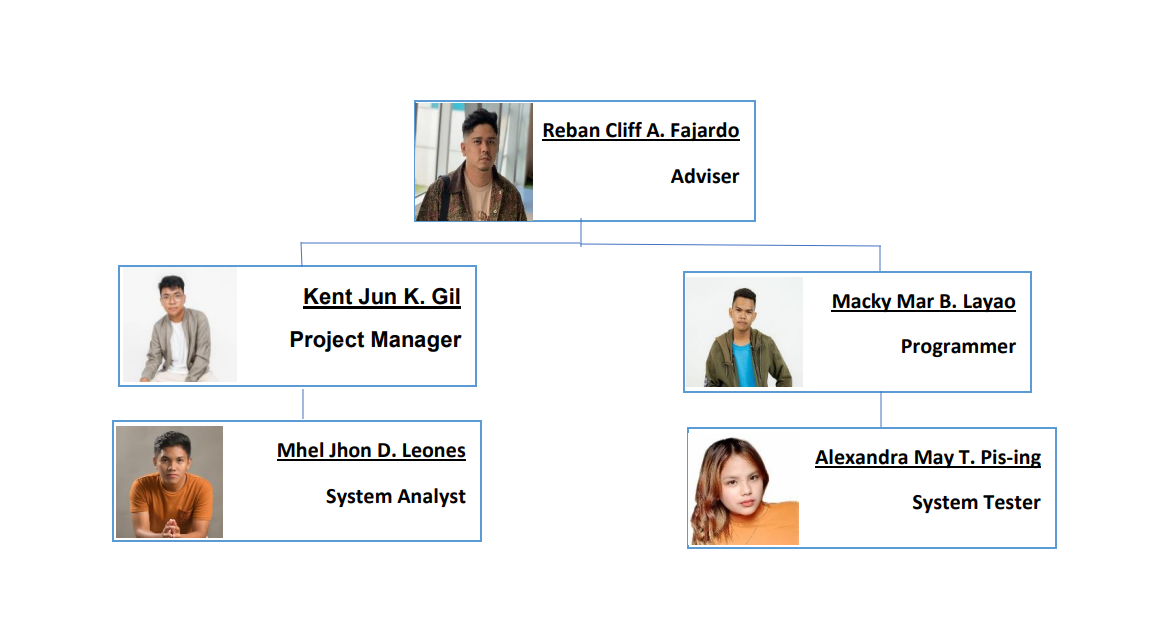 Reban Cliff A. Fajardo
Adviser
Kent Jun K. Gil
Project Manager
Macky Mar B. Layao
Programmer
Mhel Jhon D. Leones
System Analyst
Alexandra May T. Pis-ing
System Tester